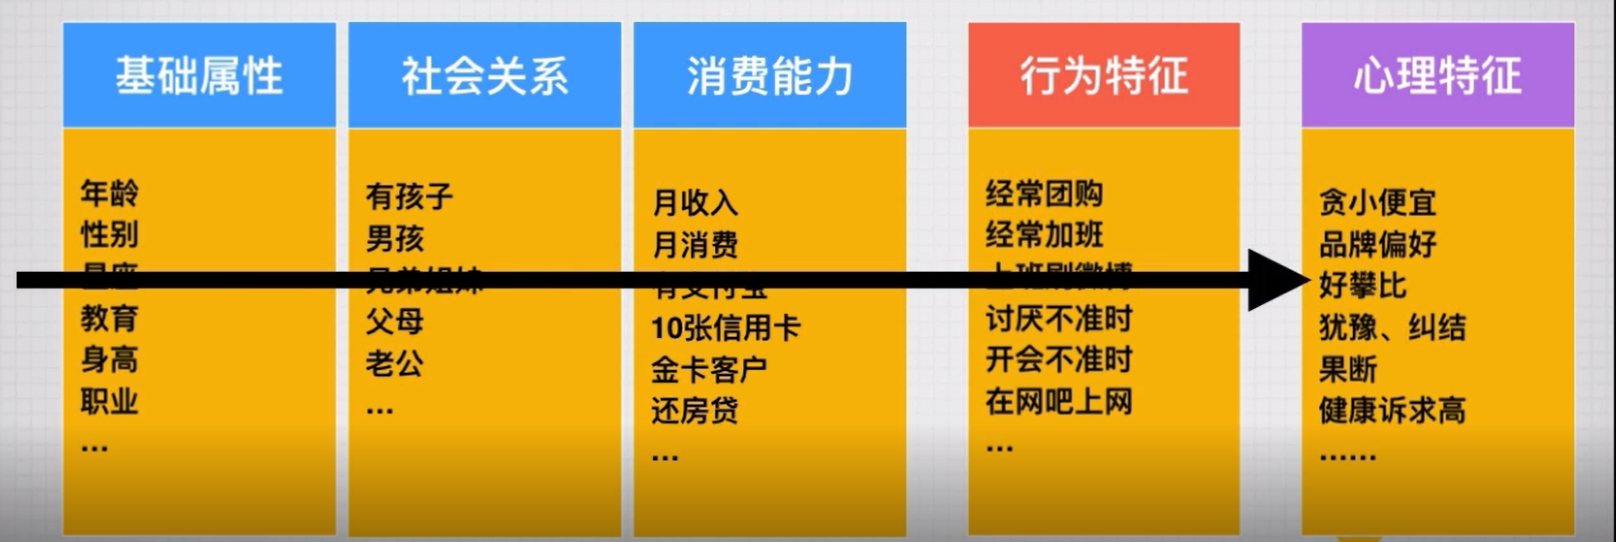 基础属性
年龄
性别
星座
教育
身高
职业
...
社会关系
有孩子
男孩
兄弟姐妹
父母
老公
...
消费能力
月收入
月消费
有支付宝
10张信用卡
金卡客户
还房贷
...
行为特征
经常团购
经常加班
上班刷微博
讨厌不准时
开会不准时
在网吧上网
...
心理特征
贪小便宜
品牌偏好
好攀比
犹豫、纠结
果断
健康诉求高
......